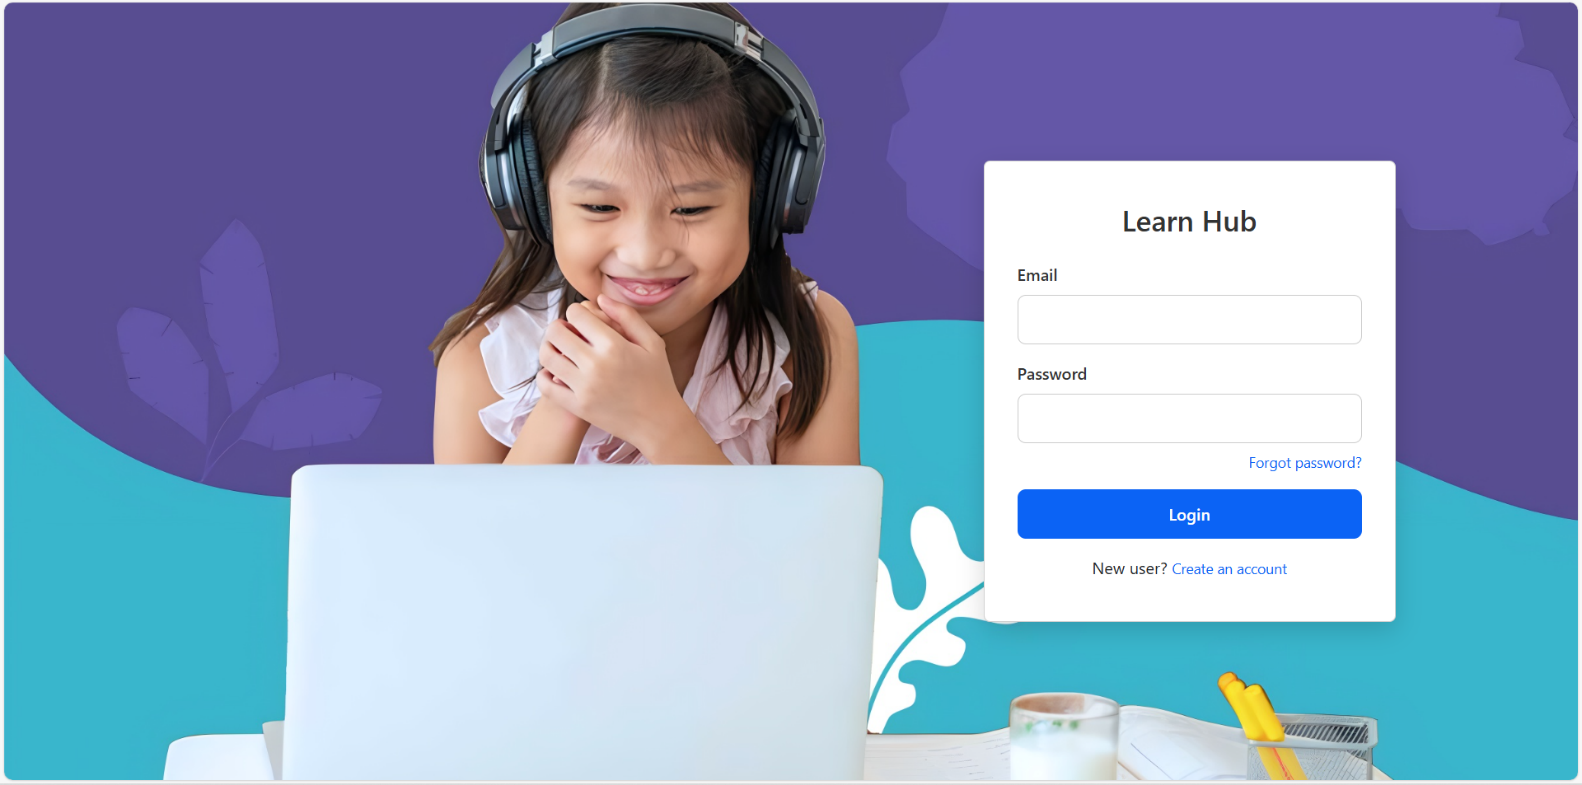 Learn Hub
Email
Password
Forgot password?
Login
New user? Create an account